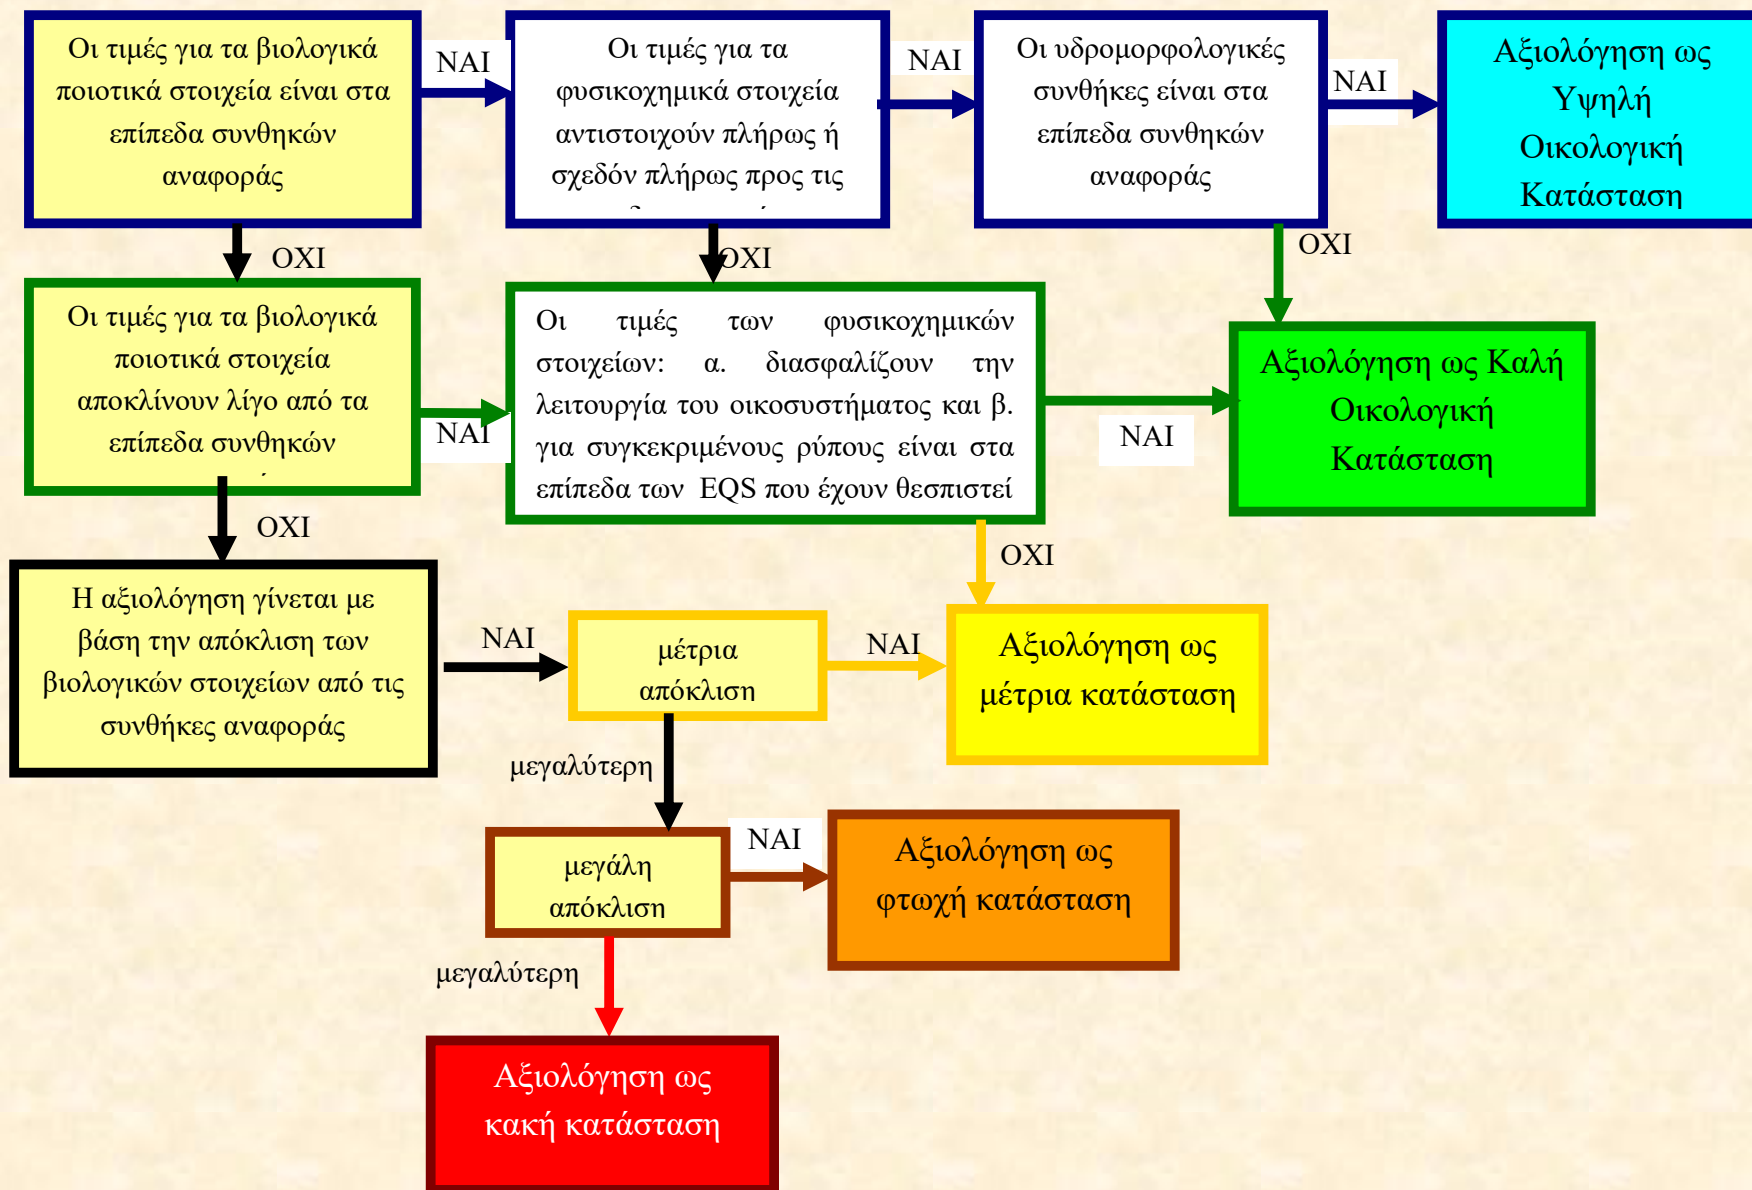 Οι τιμές για τα βιολογικά
ποιοτικά στοιχεία είναι στα
επίπεδα συνθηκών
αναφοράς
ΝΑΙ
Οι τιμές για τα
φυσικοχημικά στοιχεία
αντιστοιχούν πλήρως ή
σχεδόν πλήρως προς τις
ΝΑΙ
Οι υδρομορφολογικές
συνθήκες είναι στα
επίπεδα συνθηκών
αναφοράς
ΝΑΙ
Αξιολόγηση ως
Υψηλή
Οικολογική
Κατάσταση
ΟΧΙ
ΟΧΙ
ΟΧΙ
Οι τιμές για τα βιολογικά
ποιοτικά στοιχεία
αποκλίνουν λίγο από τα
επίπεδα συνθηκών
ΝΑΙ
Οι τιμές των φυσικοχημικών
στοιχείων: α. διασφαλίζουν την
λειτουργία του οικοσυστήματος και β.
για συγκεκριμένους ρύπους είναι στα
επίπεδα των EQS που έχουν θεσπιστεί
ΝΑΙ
Αξιολόγηση ως Καλή
Οικολογική
Κατάσταση
ΟΧΙ
ΟΧΙ
Η αξιολόγηση γίνεται με
βάση την απόκλιση των
βιολογικών στοιχείων από τις
συνθήκες αναφοράς
ΝΑΙ
μέτρια
απόκλιση
ΝΑΙ
Αξιολόγηση ως
μέτρια κατάσταση
μεγαλύτερη
μεγάλη
απόκλιση
ΝΑΙ
Αξιολόγηση ως
φτωχή κατάσταση
μεγαλύτερη
Αξιολόγηση ως
κακή κατάσταση